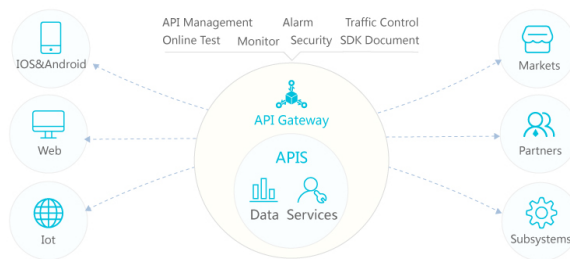 API Management Alarm Traffic Control
Online Test Monitor Security SDK Document
IOS&Android
Markets
API Gateway
Web
APIS
Partners
Data Services
Iot
Subsystems